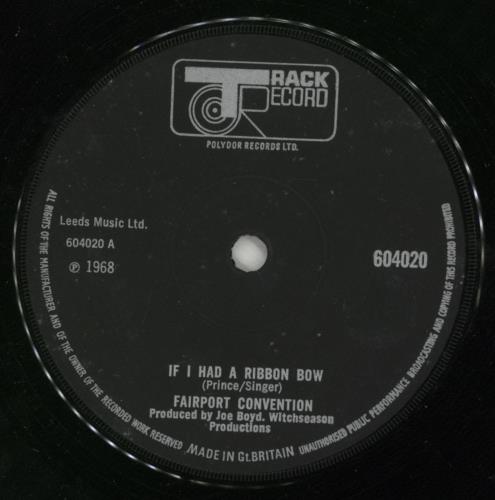 TRACK
RECORD
POLYDOR RECORDS LTD.
Leeds Music Ltd.
604020 A
℗ 1968
604020
IF I HAD A RIBBON BOW
(Prince/Singer)
FAIRPORT CONVENTION
Produced by Joe Boyd. Witchseason
Productions
ALL RIGHTS OF THE MANUFACTURER AND OF THE OWNER OF THE RECORDED WORK RESERVED
MADE IN Gt.BRITAIN
UNAUTHORISED PUBLIC PERFORMANCE BROADCASTING AND COPYING OF THIS RECORD PROHIBITED